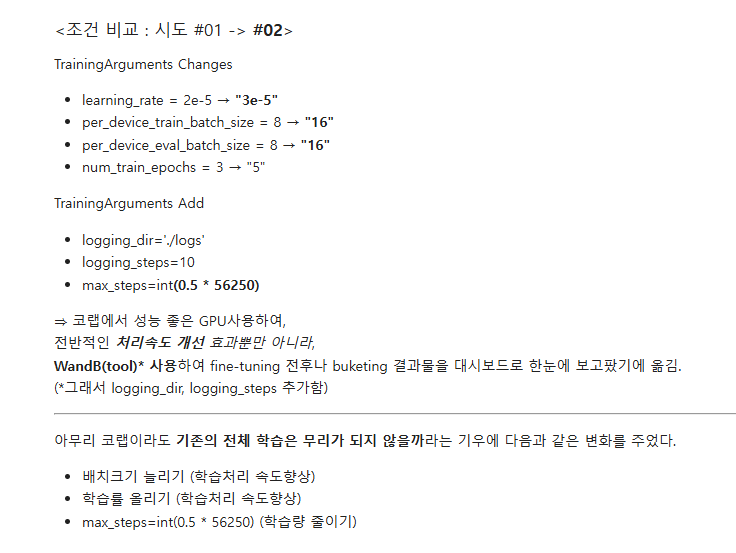 <조건 비교 : 시도 #01 -> #02>
TrainingArguments Changes
• learning_rate = 2e-5 → "3e-5"
• per_device_train_batch_size = 8 → "16"
• per_device_eval_batch_size = 8 → "16"
• num_train_epochs = 3 → "5"
TrainingArguments Add
• logging_dir='./logs'
• logging_steps=10
• max_steps=int(0.5 * 56250)
⇒ 코랩에서 성능 좋은 GPU사용하여,
전반적인 처리속도 개선 효과뿐만 아니라,
WandB(tool)* 사용하여 fine-tuning 전후나 buketing 결과물을 대시보드로 한눈에 보고팠기에 옮김.
(*그래서 logging_dir, logging_steps 추가함)
아무리 코랩이라도 기존의 전체 학습은 무리가 되지 않을까라는 기우에 다음과 같은 변화를 주었다.
• 배치크기 늘리기 (학습처리 속도향상)
• 학습률 올리기 (학습처리 속도향상)
• max_steps=int(0.5 * 56250) (학습량 줄이기)